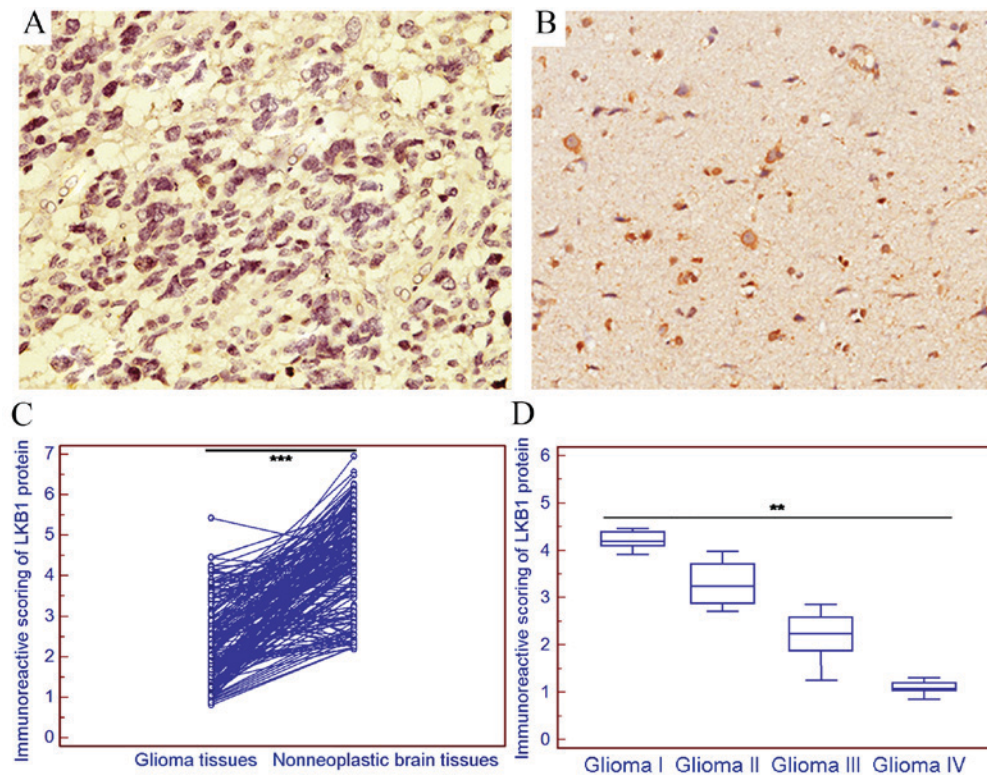 A
B
C
Immunoreactive scoring of LKB1 protein
7
6
5
4
3
2
1
0
***
Glioma tissues
Nonneoplastic brain tissues
D
Immunoreactive scoring of LKB1 protein
6
5
4
3
2
1
0
**
Glioma I
Glioma II
Glioma III
Glioma IV